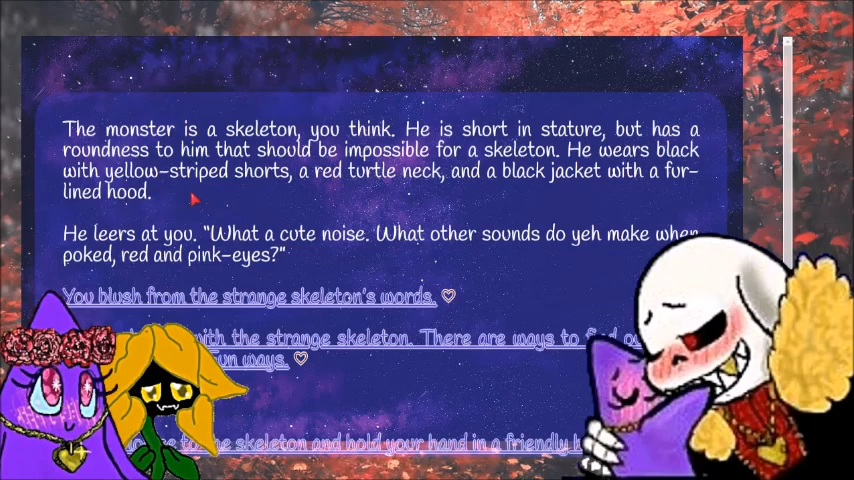 The monster is a skeleton, you think. He is short in stature, but has a
roundness to him that should be impossible for a skeleton. He wears black
with yellow-striped shorts, a red turtle neck, and a black jacket with a fur-
lined hood.
He leers at you. "What a cute noise. What other sounds do yeh make when
poked, red and pink-eyes?"
You blush from the strange skeleton's words. ♡
with the strange skeleton. There are ways to find
fun ways. ♡
to the skeleton and hold your hand in a friendly